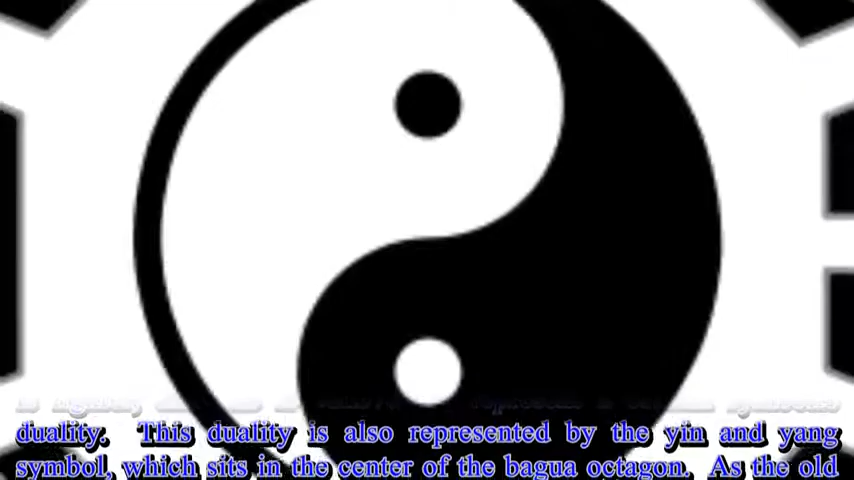 duality. This duality is also represented by the yin and yang
symbol, which sits in the center of the bagua octagon. As the old